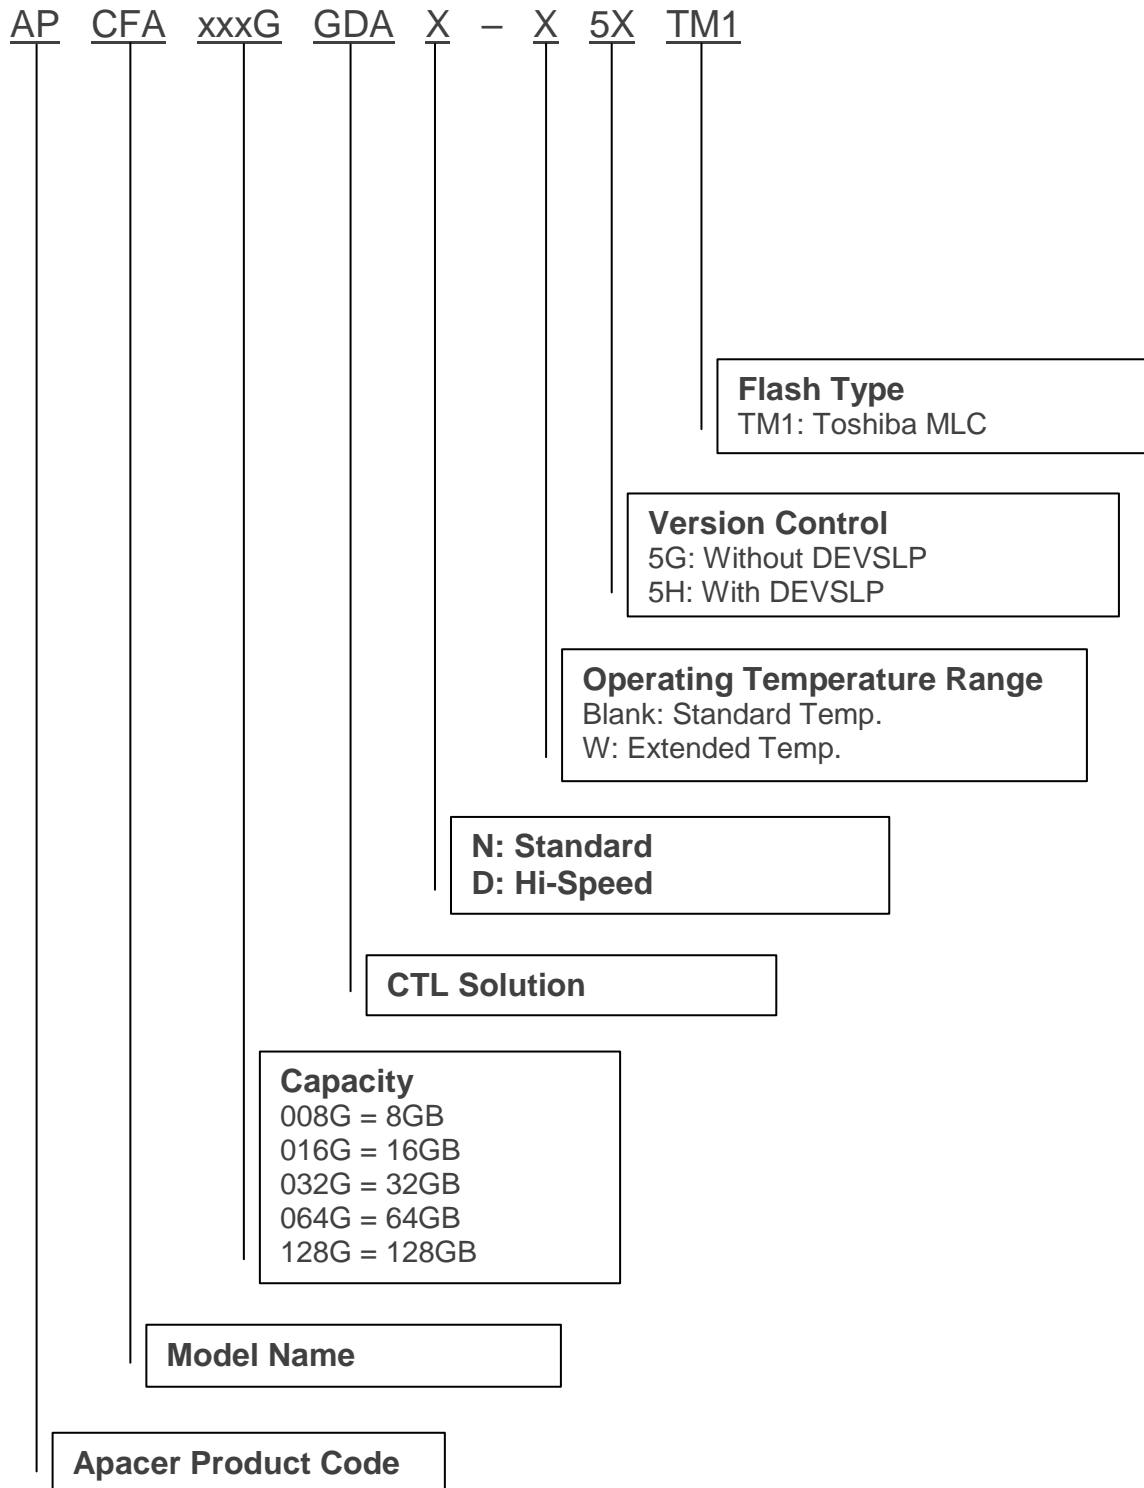 AP CFA xxxG GDA X – X 5X TM1
Flash Type
TM1: Toshiba MLC
Version Control
5G: Without DEVSLP
5H: With DEVSLP
Operating Temperature Range
Blank: Standard Temp.
W: Extended Temp.
N: Standard
D: Hi-Speed
CTL Solution
Capacity
008G = 8GB
016G = 16GB
032G = 32GB
064G = 64GB
128G = 128GB
Model Name
Apacer Product Code